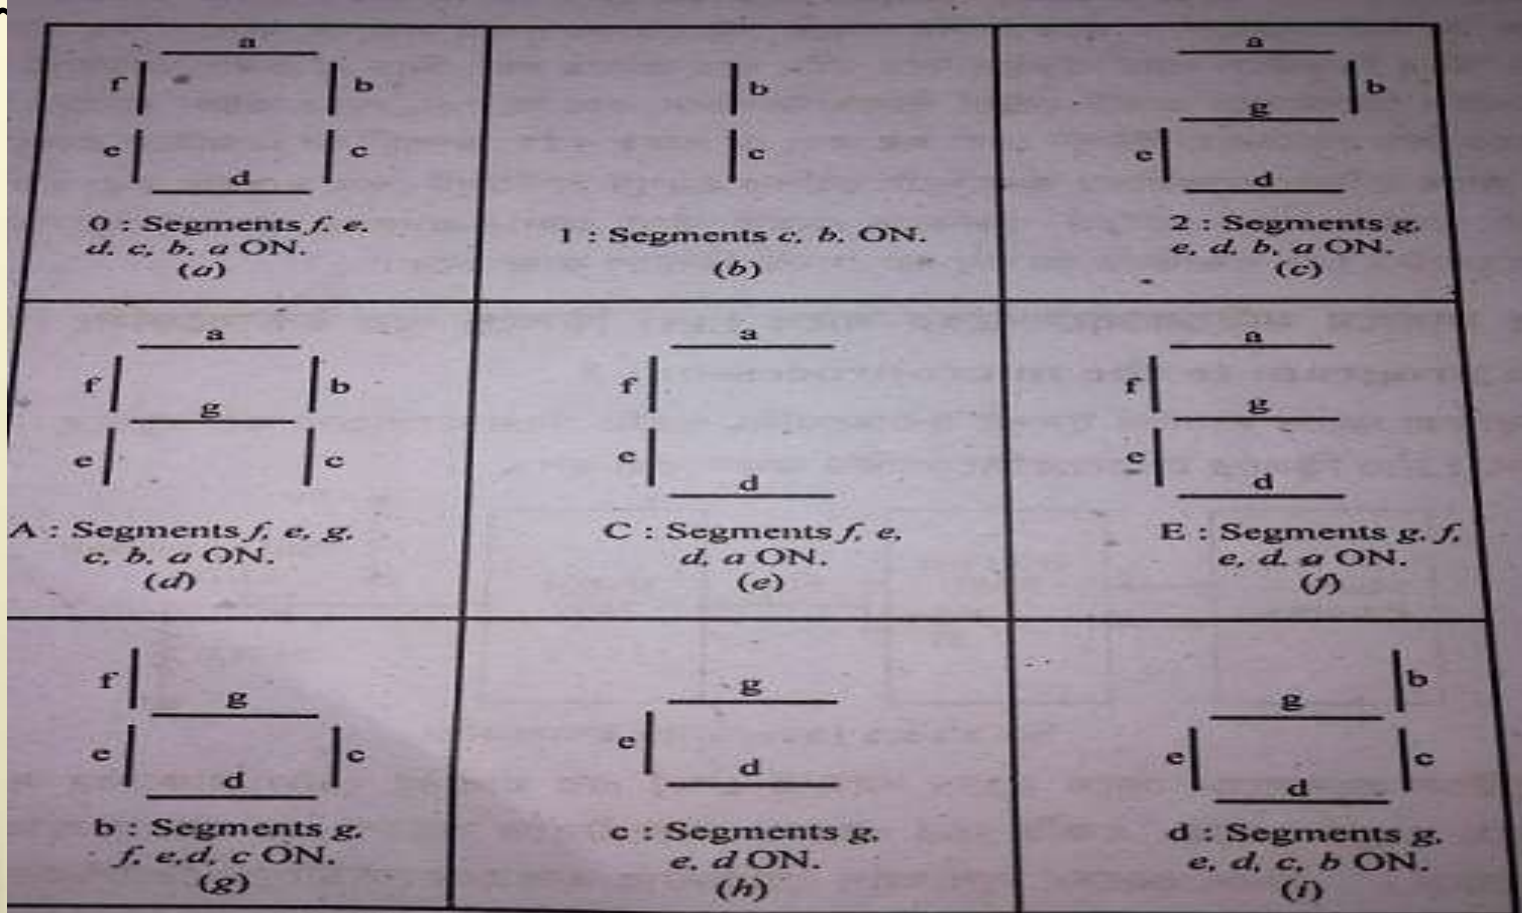 a
f b
e c
d
0 : Segments f, e,
d, c, b, a ON.
(a)
b
c
1 : Segments c, b, ON.
(b)
a
b
g
e
d
2 : Segments g,
e, d, b, a ON.
(c)
a
f b
g
e c
A : Segments f, e, g,
c, b, a ON.
(d)
a
f
e
d
C : Segments f, e,
d, a ON.
(e)
a
f
g
e
d
E : Segments g, f,
e, d, a ON.
(f)
f
g
e c
d
b : Segments g,
f, e,d, c ON.
(g)
g
e
d
c : Segments g,
e, d ON.
(h)
b
g
e c
d
d : Segments g,
e, d, c, b ON.
(i)